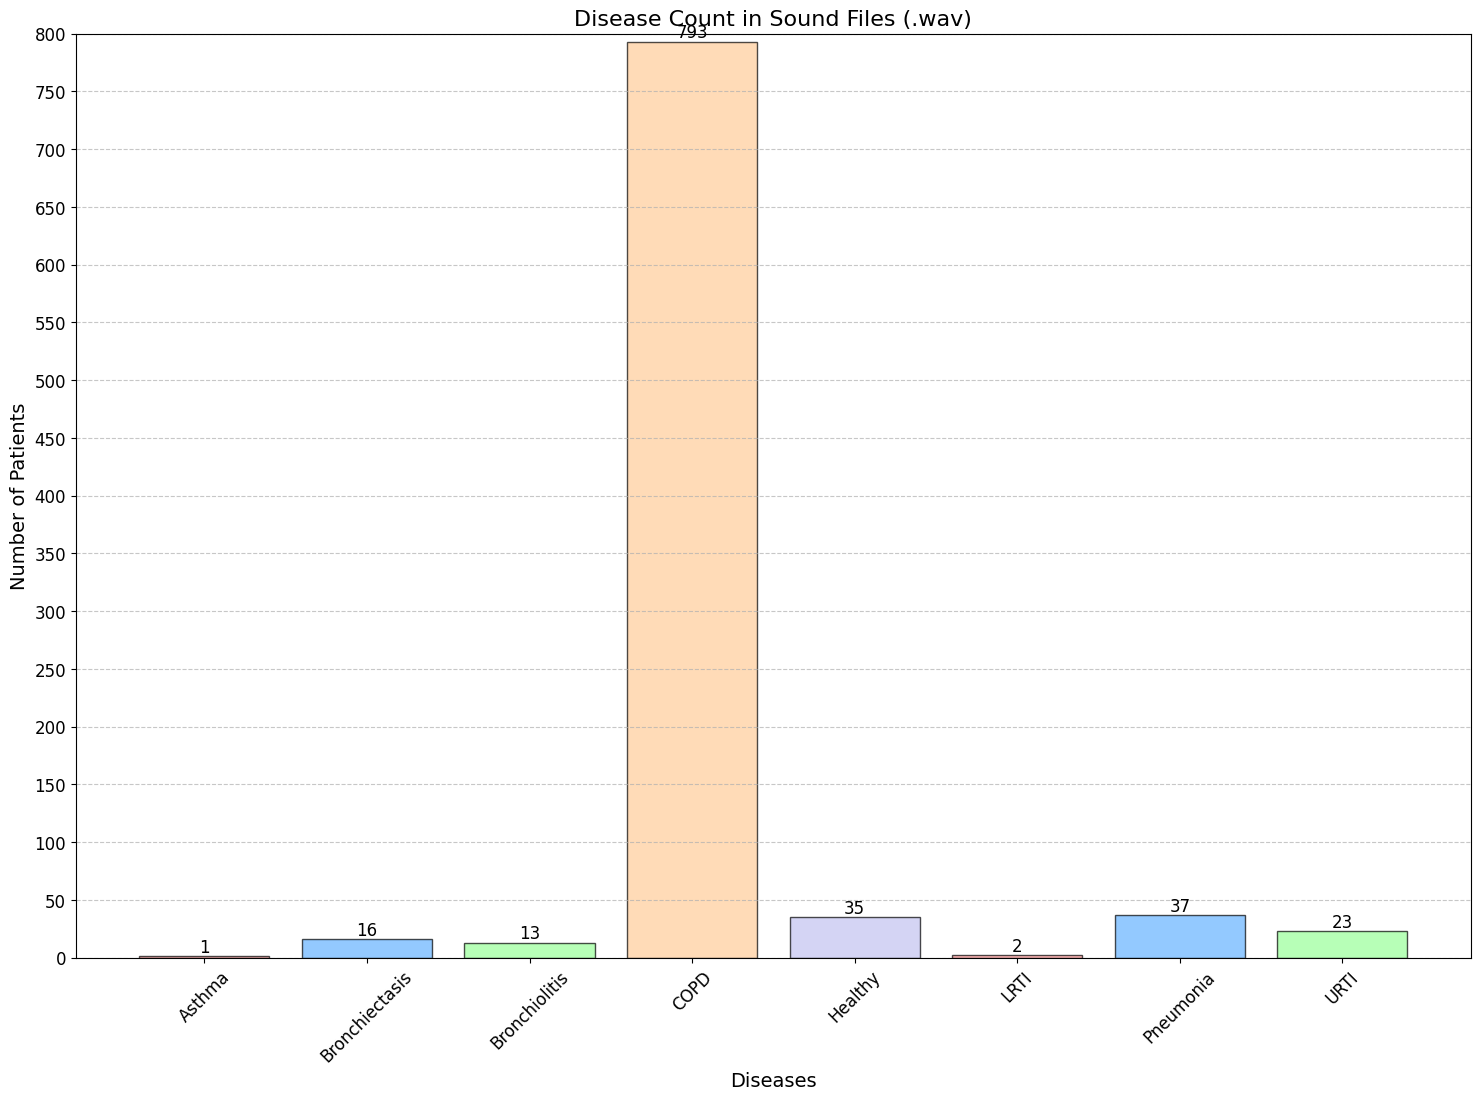 Disease Count in Sound Files (.wav)
793
800
750
700
650
600
550
500
450
400
350
300
250
200
150
100
50
0
Number of Patients
1
16
13
35
2
37
23
Asthma
Bronchiectasis
Bronchiolitis
COPD
Healthy
LRTI
Pneumonia
URTI
Diseases